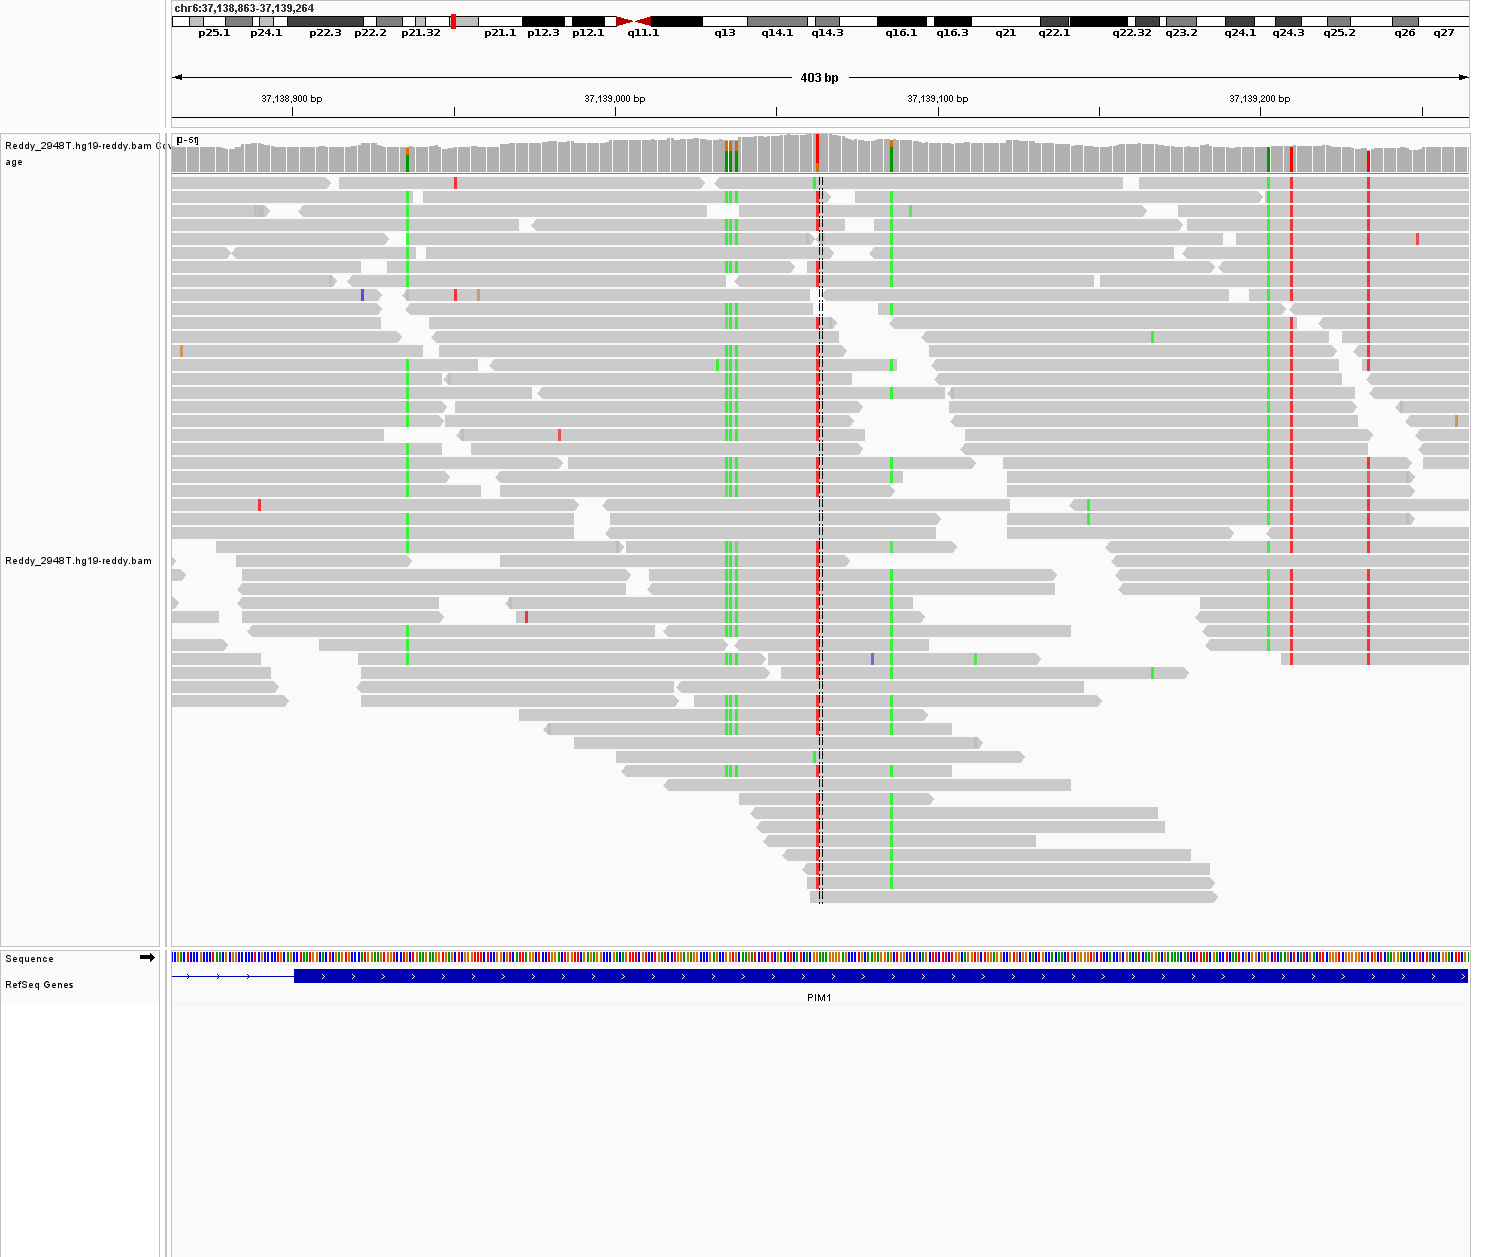 chr6:37,138,863-37,139,264
p25.1 p24.1 p22.3 p22.2 p21.32 p21.1 p12.3 p12.1 q11.1 q13 q14.1 q14.3 q16.1 q16.3 q21 q22.1 q22.32 q23.2 q24.1 q24.3 q25.2 q26 q27
403 bp
37,138,900 bp 37,139,000 bp 37,139,100 bp 37,139,200 bp
[0-51]
Reddy_2948T.hg19-reddy.bam Cov
age
Reddy_2948T.hg19-reddy.bam
Sequence
RefSeq Genes
PIM1